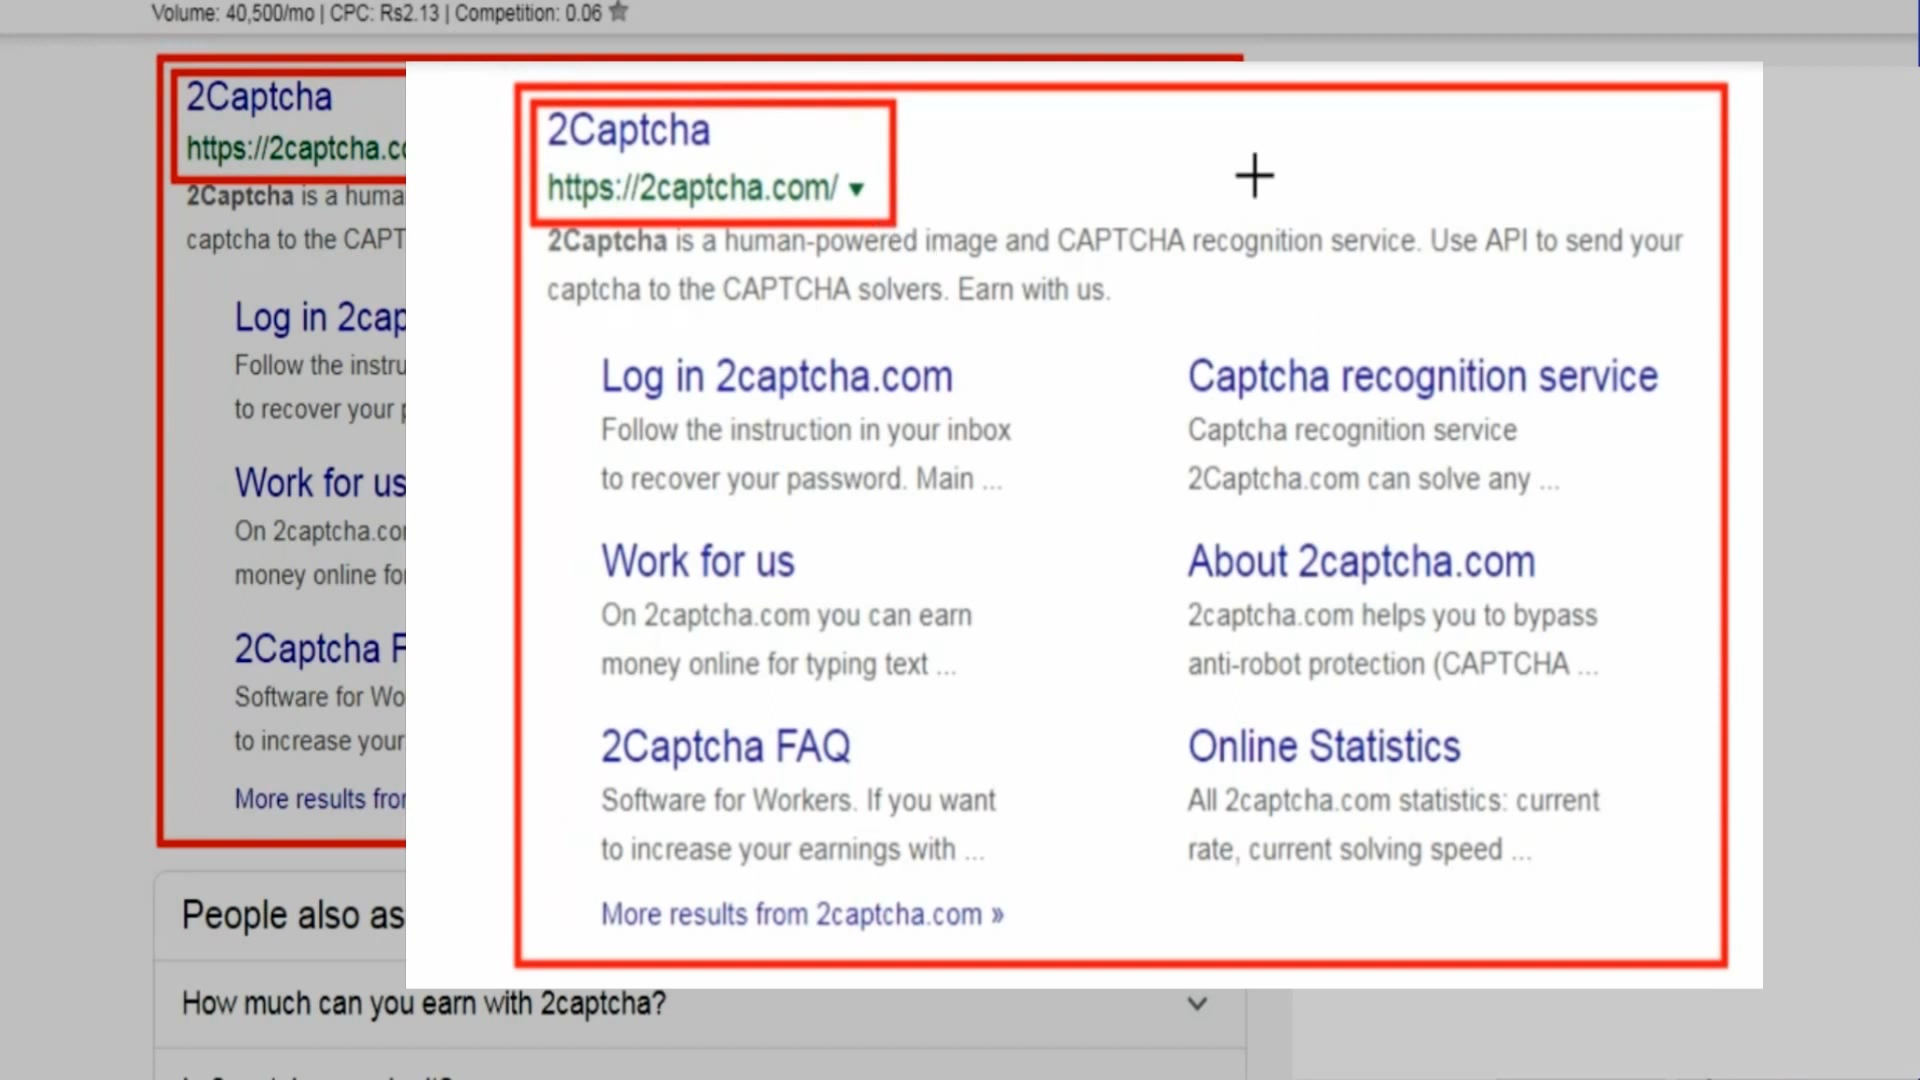 Volume: 40,500/mo | CPC: Rs2.13 | Competition: 0.06
2Captcha
https://2captcha.co
2Captcha is a huma
captcha to the CAPT
Log in 2cap
Follow the instru
to recover your
Work for us
On 2captcha.co
money online fo
2Captcha F
Software for Wo
to increase your
More results fro
People also as
How much can you earn with 2captcha?
2Captcha
https://2captcha.com/
2Captcha is a human-powered image and CAPTCHA recognition service. Use API to send your
captcha to the CAPTCHA solvers. Earn with us.
Log in 2captcha.com
Follow the instruction in your inbox
to recover your password. Main ...
Captcha recognition service
Captcha recognition service
2Captcha.com can solve any ...
Work for us
On 2captcha.com you can earn
money online for typing text ...
About 2captcha.com
2captcha.com helps you to bypass
anti-robot protection (CAPTCHA ...
2Captcha FAQ
Software for Workers. If you want
to increase your earnings with ...
Online Statistics
All 2captcha.com statistics: current
rate, current solving speed ...
More results from 2captcha.com »